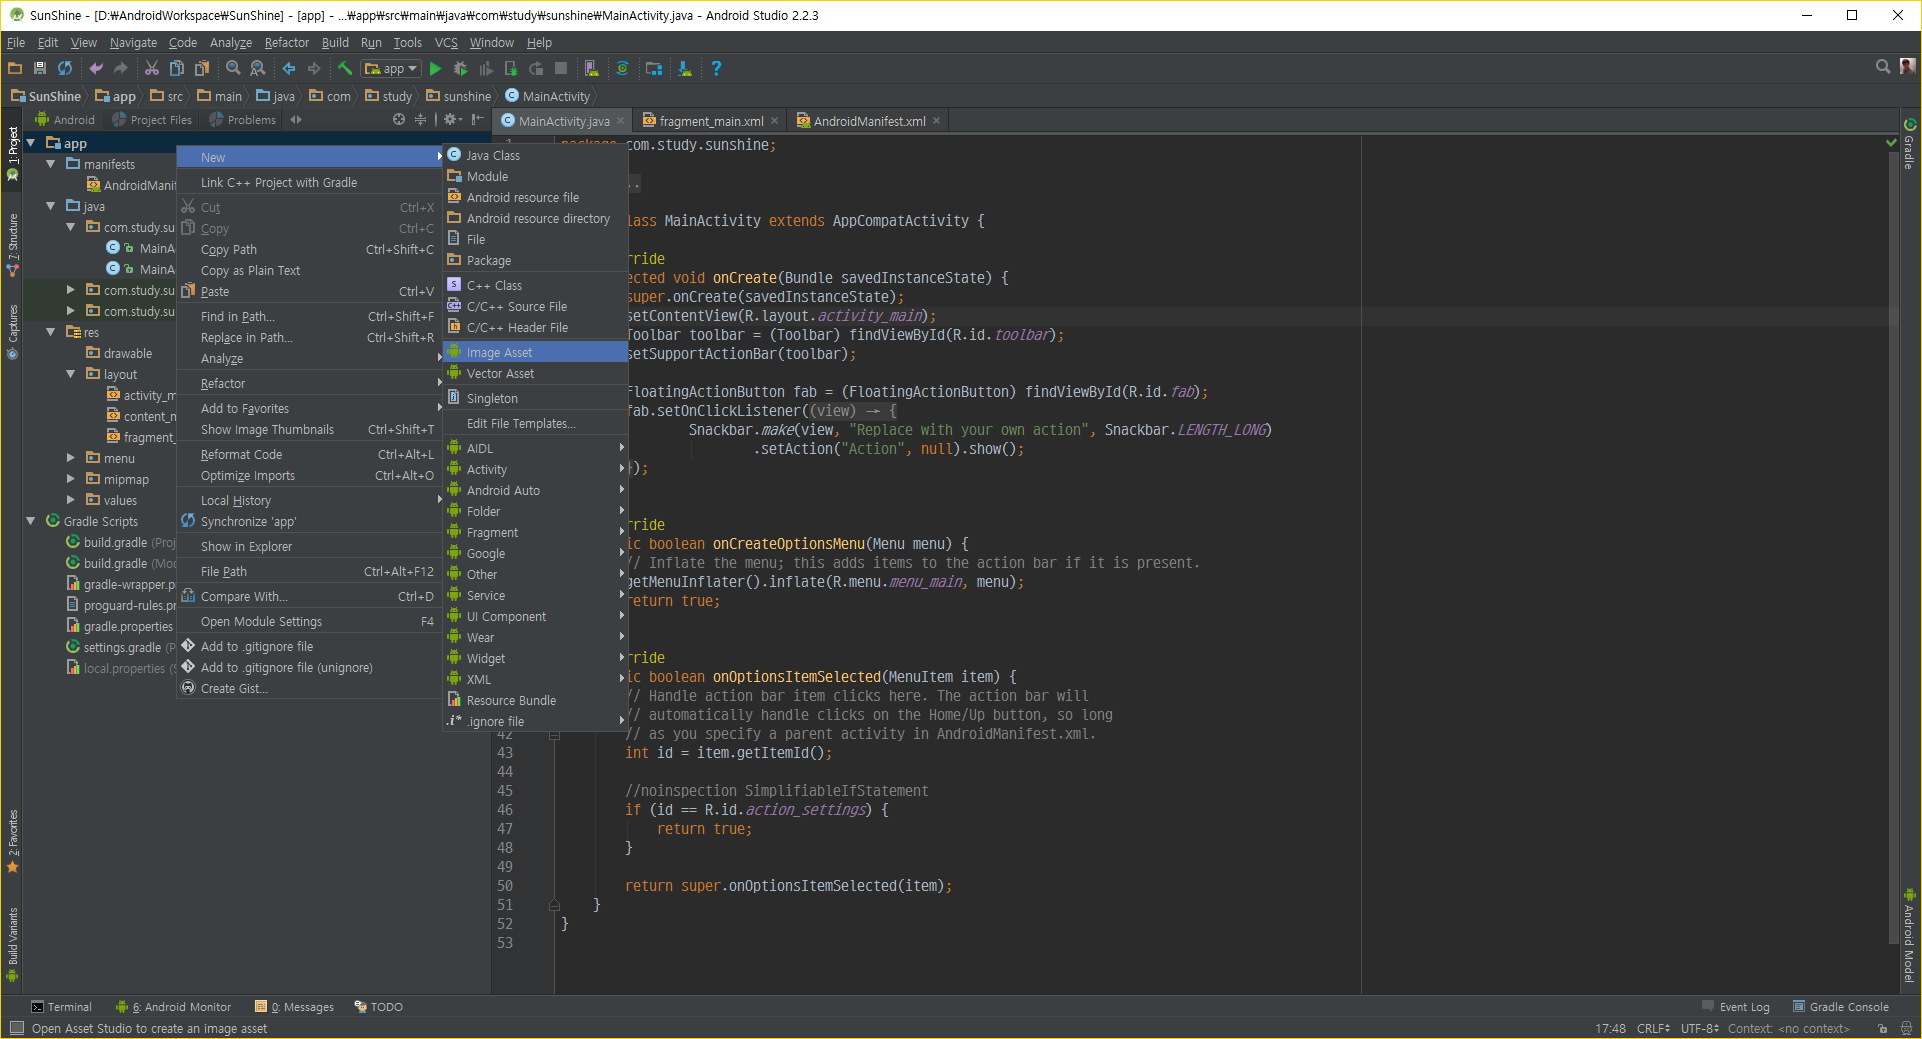 SunShine - [D:₩AndroidWorkspace₩SunShine] - [app] - ...₩app₩src₩main₩java₩com₩study₩sunshine₩MainActivity.java - Android Studio 2.2.3
File Edit View Navigate Code Analyze Refactor Build Run Tools VCS Window Help
app
SunShine app src main java com study sunshine MainActivity
Android Project Files Problems
MainActivity.java fragment_main.xml AndroidManifest.xml
1: Project
7: Structure
Captures
2: Favorites
Build Variants
app
manifests
AndroidManif
java
com.study.su
MainA
MainA
com.study.su
com.study.su
res
drawable
layout
activity_m
content_m
fragment_
menu
mipmap
values
Gradle Scripts
build.gradle (Proj
build.gradle (Mod
gradle-wrapper.p
proguard-rules.pr
gradle.properties
settings.gradle (P
local.properties (S
New
Link C++ Project with Gradle
Cut Ctrl+X
Copy Ctrl+C
Copy Path Ctrl+Shift+C
Copy as Plain Text
Paste Ctrl+V
Find in Path... Ctrl+Shift+F
Replace in Path... Ctrl+Shift+R
Analyze
Refactor
Add to Favorites
Show Image Thumbnails Ctrl+Shift+T
Reformat Code Ctrl+Alt+L
Optimize Imports Ctrl+Alt+O
Local History
Synchronize 'app'
Show in Explorer
File Path Ctrl+Alt+F12
Compare With... Ctrl+D
Open Module Settings F4
Add to .gitignore file
Add to .gitignore file (unignore)
Create Gist...
Java Class
Module
Android resource file
Android resource directory
File
Package
C++ Class
C/C++ Source File
C/C++ Header File
Image Asset
Vector Asset
Singleton
Edit File Templates...
AIDL
Activity
Android Auto
Folder
Fragment
Google
Other
Service
UI Component
Wear
Widget
XML
Resource Bundle
.i* .ignore file
com.study.sunshine;
..
lass MainActivity extends AppCompatActivity {
rride
ected void onCreate(Bundle savedInstanceState) {
super.onCreate(savedInstanceState);
setContentView(R.layout.activity_main);
Toolbar toolbar = (Toolbar) findViewById(R.id.toolbar);
setSupportActionBar(toolbar);
FloatingActionButton fab = (FloatingActionButton) findViewById(R.id.fab);
fab.setOnClickListener((view) → {
Snackbar.make(view, "Replace with your own action", Snackbar.LENGTH_LONG)
.setAction("Action", null).show();
});
rride
ic boolean onCreateOptionsMenu(Menu menu) {
// Inflate the menu; this adds items to the action bar if it is present.
getMenuInflater().inflate(R.menu.menu_main, menu);
return true;
rride
ic boolean onOptionsItemSelected(MenuItem item) {
// Handle action bar item clicks here. The action bar will
// automatically handle clicks on the Home/Up button, so long
42 // as you specify a parent activity in AndroidManifest.xml.
43 int id = item.getItemId();
44
45 //noinspection SimplifiableIfStatement
46 if (id == R.id.action_settings) {
47 return true;
48 }
49
50 return super.onOptionsItemSelected(item);
51 }
52 }
53
Gradle
Android Model
Terminal 6: Android Monitor 0: Messages TODO
Event Log Gradle Console
Open Asset Studio to create an image asset
17:48 CRLF UTF-8 Context: <no context>